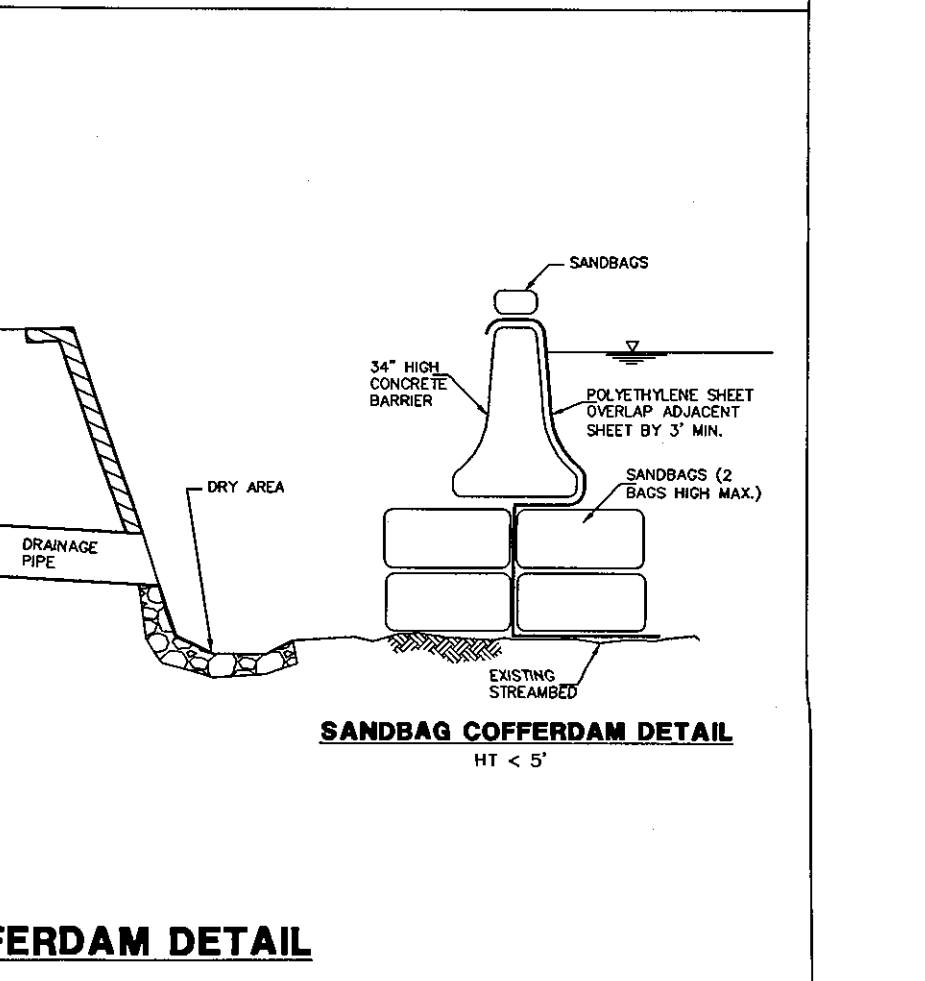 SANDBAGS
34" HIGH
CONCRETE
BARRIER
POLYETHYLENE SHEET
OVERLAP ADJACENT
SHEET BY 3' MIN.
SANDBAGS (2
BAGS HIGH MAX.)
DRY AREA
DRAINAGE
PIPE
EXISTING
STREAMBED
SANDBAG COFFERDAM DETAIL
HT < 5'
FERDAM DETAIL